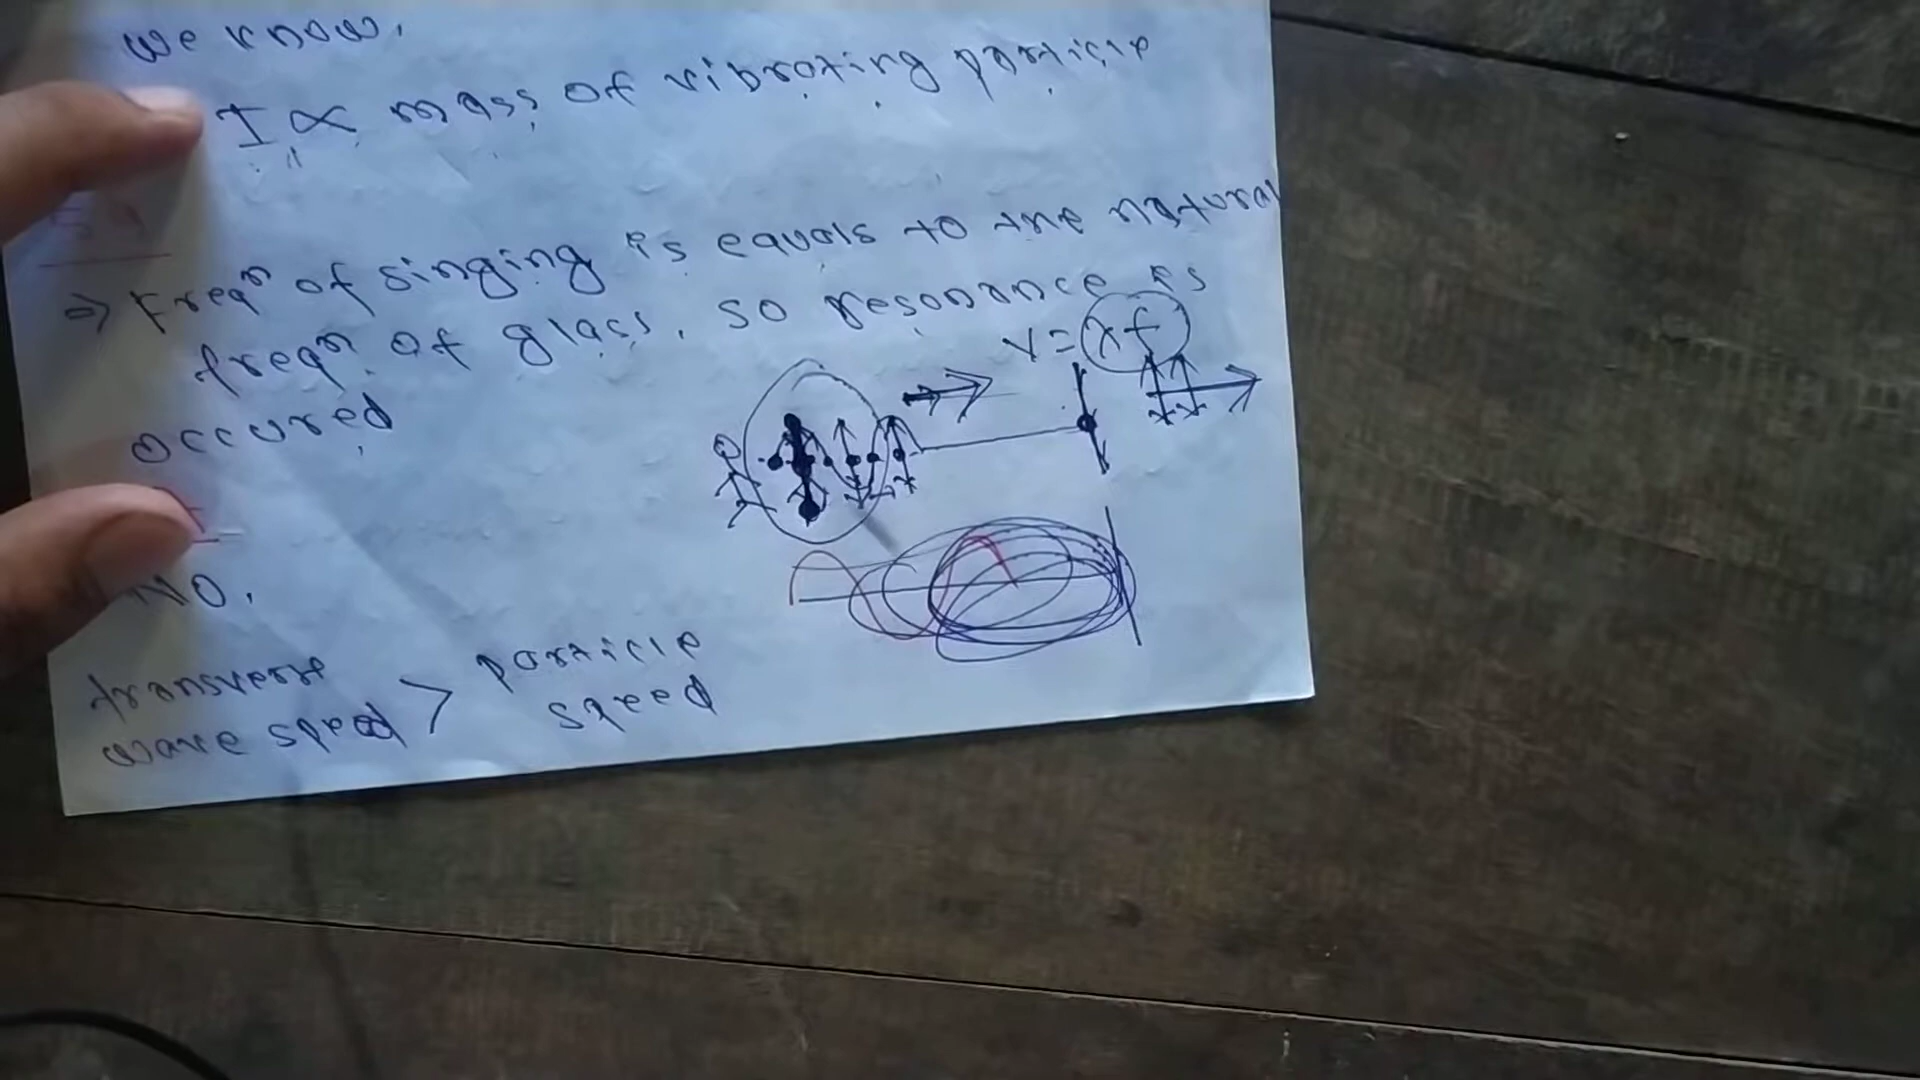 we know,
I ∝ mass of vibrating particle
⇒ Freqⁿ of singing is equals to the natural
freqⁿ of glass, so resonance is
V = λf
occured
NO.
transverse
wave speed > particle speed